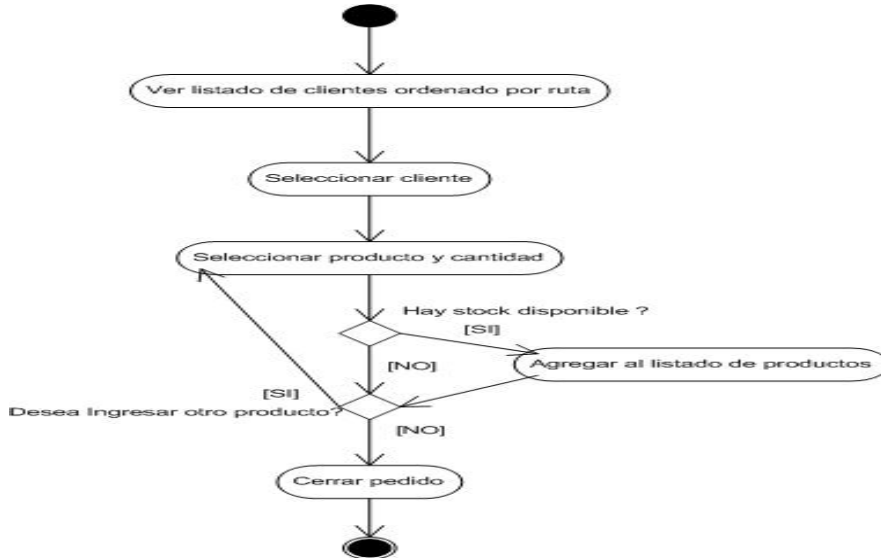 Ver listado de clientes ordenado por ruta
Seleccionar cliente
Seleccionar producto y cantidad
Hay stock disponible ?
[SI]
Agregar al listado de productos
[NO]
[SI]
Desea Ingresar otro producto?
[NO]
Cerrar pedido